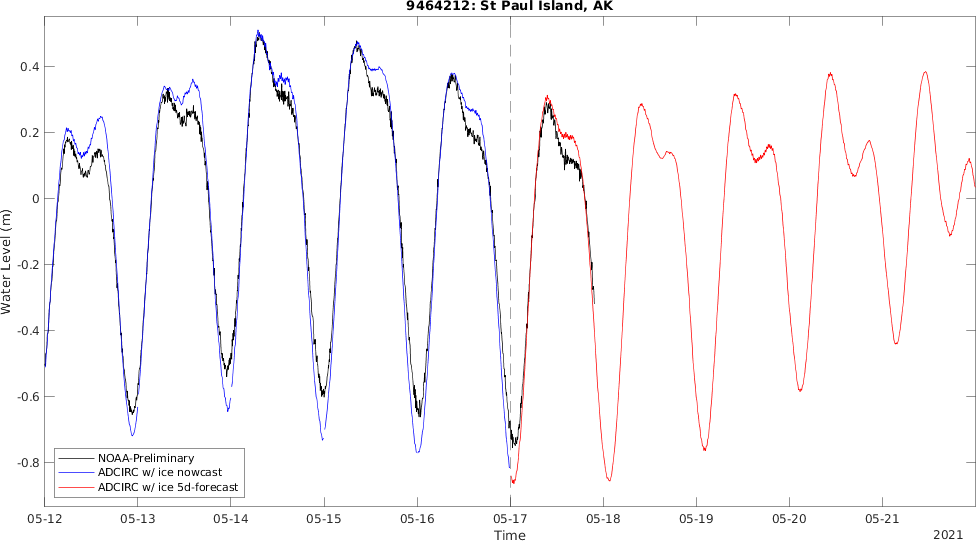 9464212: St Paul Island, AK
Water Level (m)
0.4
0.2
0
-0.2
-0.4
-0.6
-0.8
NOAA-Preliminary
ADCIRC w/ ice nowcast
ADCIRC w/ ice 5d-forecast
05-12 05-13 05-14 05-15 05-16 05-17 05-18 05-19 05-20 05-21
Time
2021